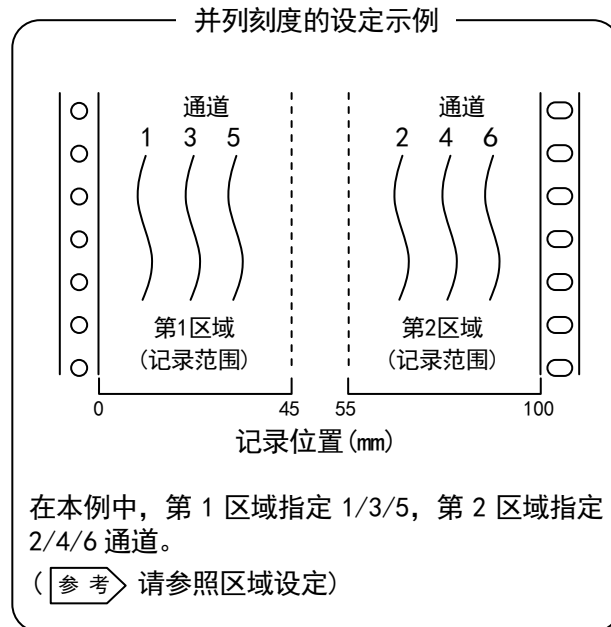 并列刻度的设定示例
通道 通道
1 3 5 2 4 6
第1区域 第2区域
(记录范围) (记录范围)
0 45 55 100
记录位置(mm)
在本例中，第 1 区域指定 1/3/5，第 2 区域指定
2/4/6 通道。
(参 考 请参照区域设定)